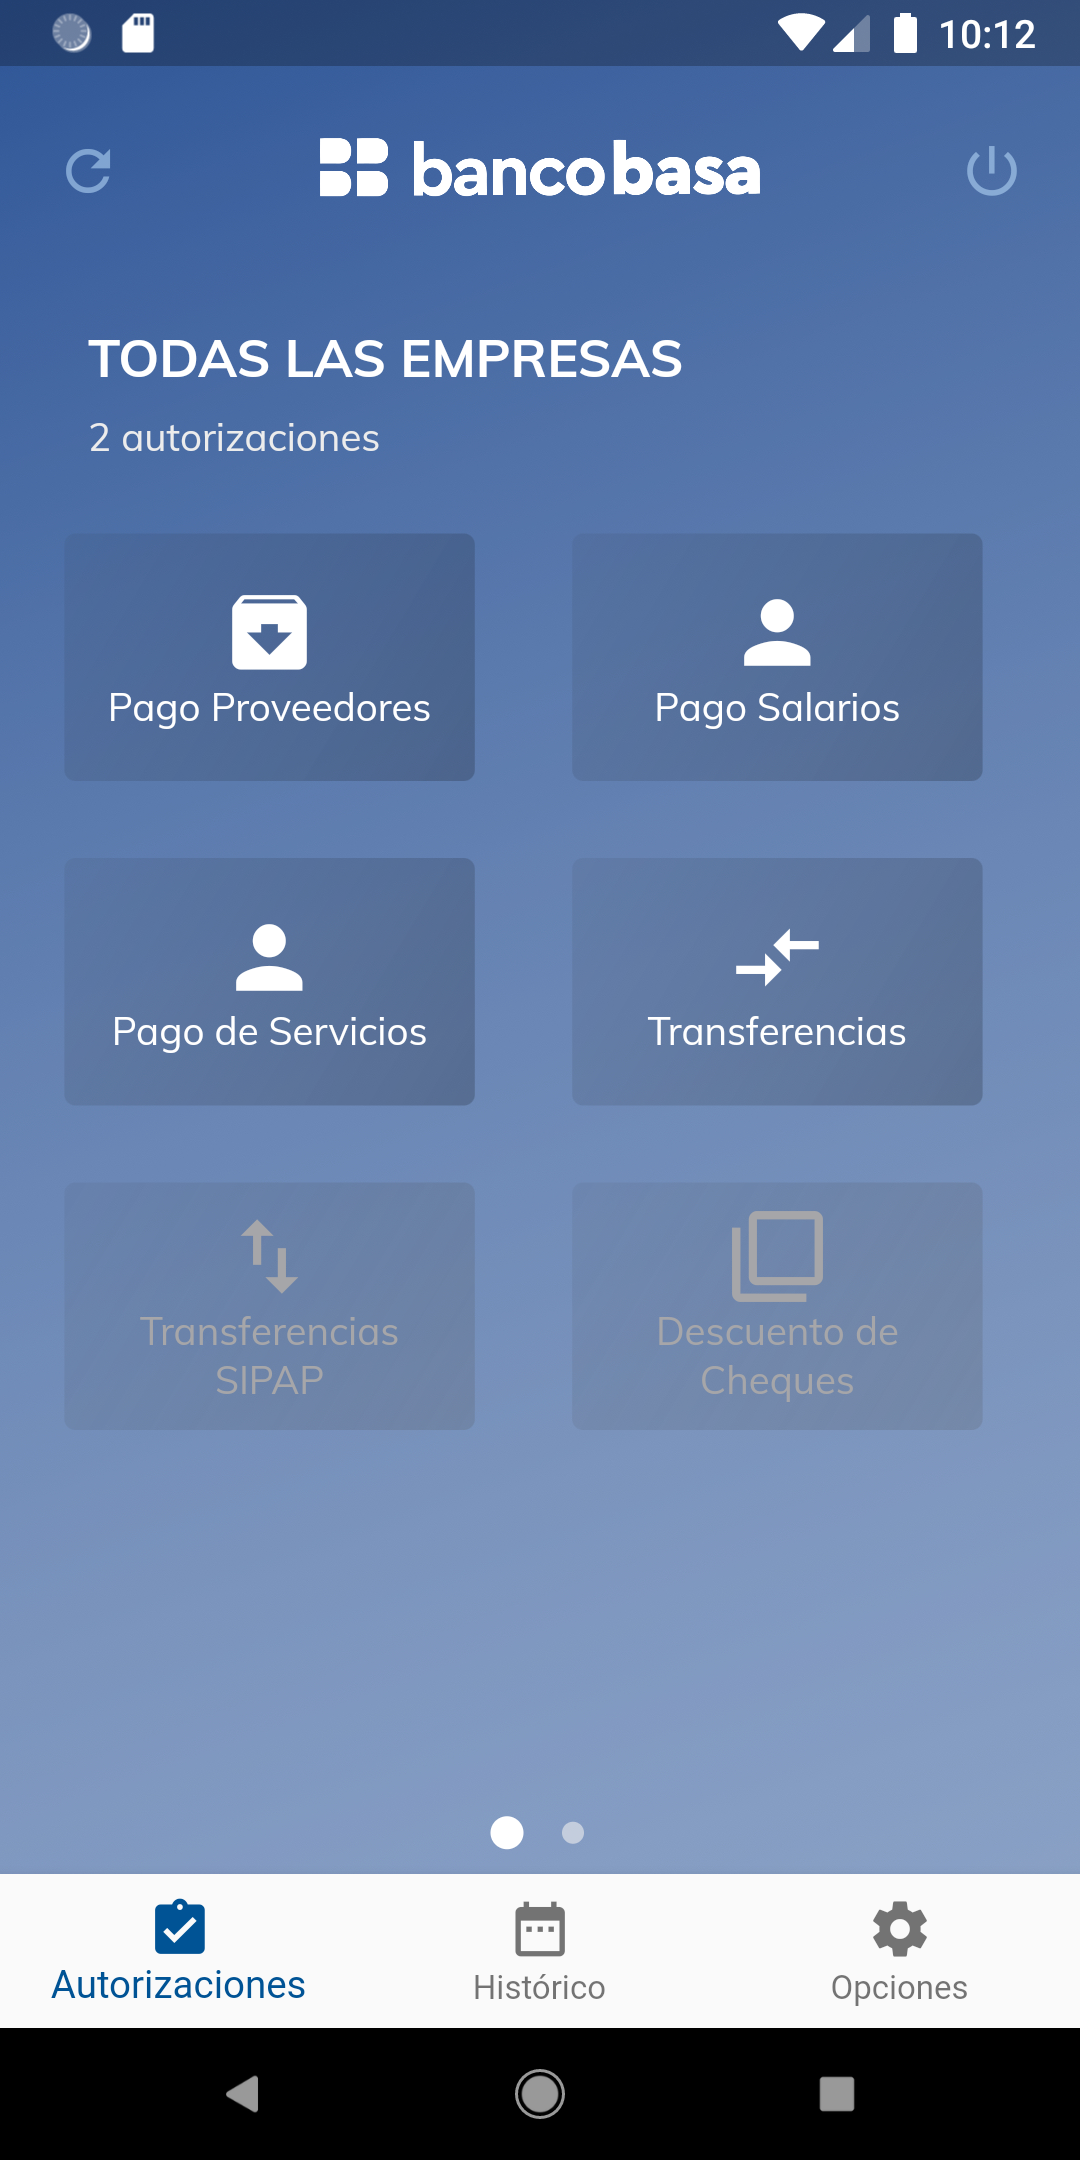 10:12
bancobasa
TODAS LAS EMPRESAS
2 autorizaciones
Pago Proveedores
Pago Salarios
Pago de Servicios
Transferencias
Transferencias
SIPAP
Descuento de
Cheques
Autorizaciones
Histórico
Opciones